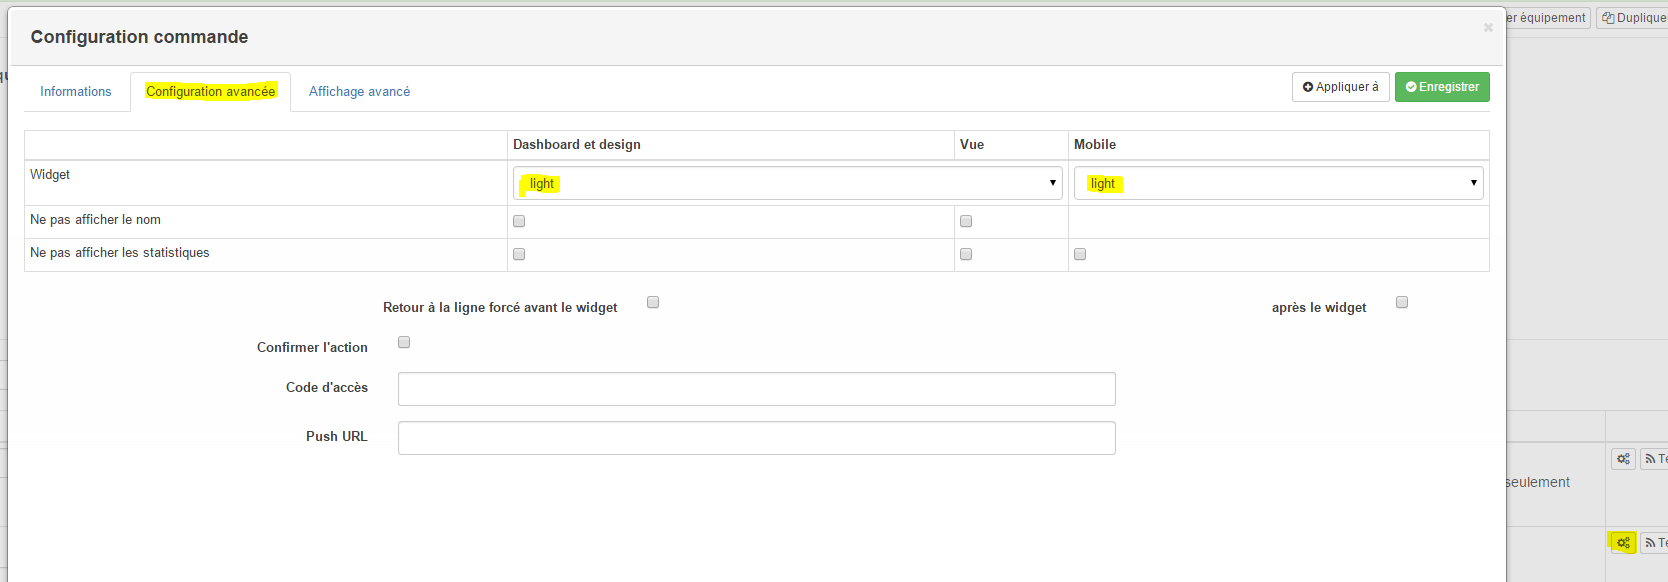 er équipement Duplique
Configuration commande ×
Informations Configuration avancée Affichage avancé Appliquer à Enregistrer
Dashboard et design Vue Mobile
Widget light light
Ne pas afficher le nom
Ne pas afficher les statistiques
Retour à la ligne forcé avant le widget après le widget
Confirmer l'action
Code d'accès
Push URL
Te
seulement
Te